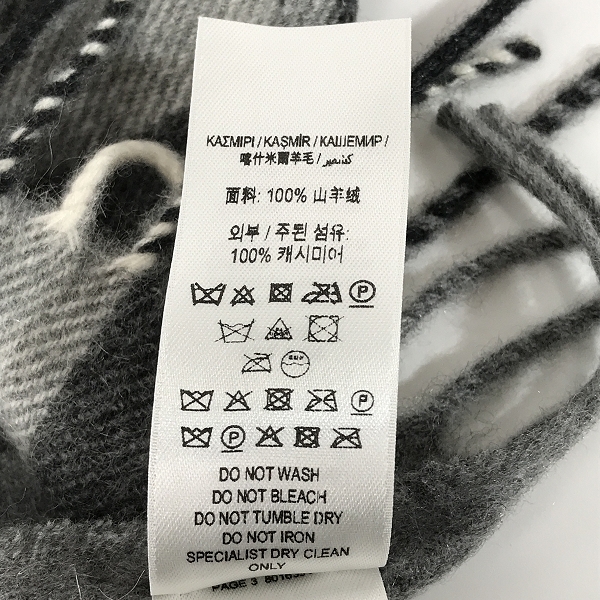 ΚΑΣΜΙΡΙ / KAŞMİR / КАШЕМИР /
喀什米爾羊毛 / كشمير
面料: 100% 山羊绒
외부 / 주된 섬유:
100% 캐시미어
P
P
P
DO NOT WASH
DO NOT BLEACH
DO NOT TUMBLE DRY
DO NOT IRON
SPECIALIST DRY CLEAN
ONLY
PAGE 3